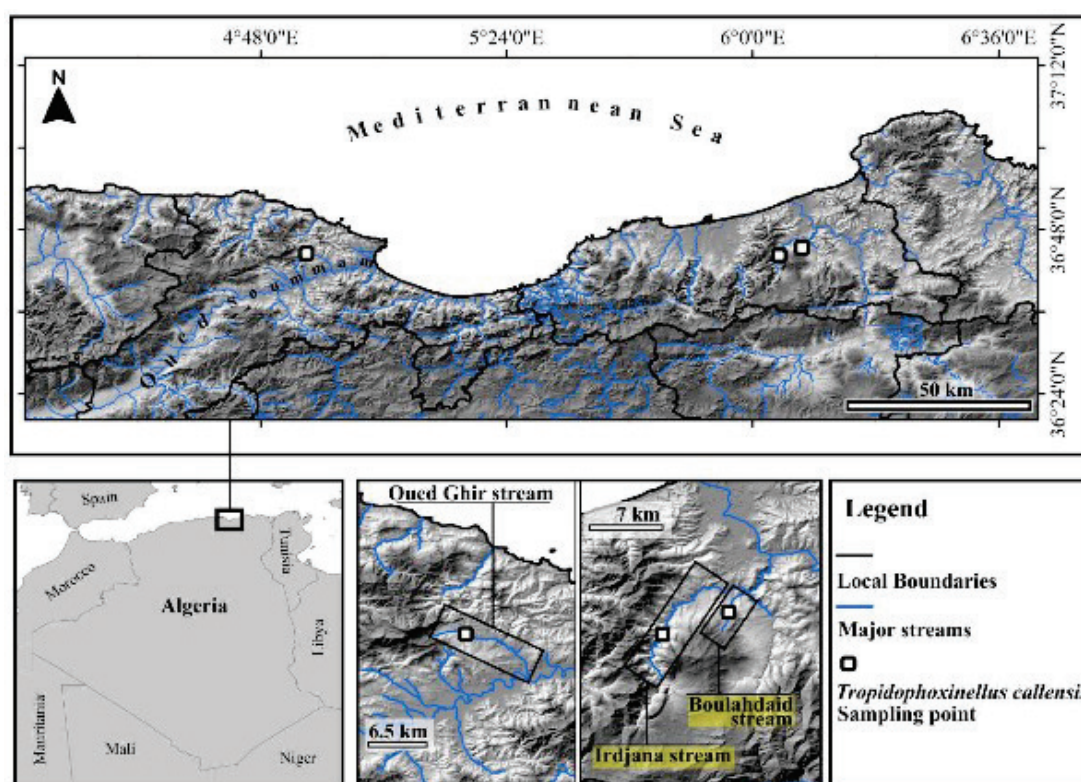 4°48'0"E 5°24'0"E 6°00'0"E 6°36'0"E
N
Mediterrannean Sea
37°12'0"N
36°48'0"N
36°24'0"N
Oued Soummam
50 km
Spain
Morocco
Algeria
Tunsia
Libya
Mauritania
Mali
Niger
Oued Ghir stream
6.5 km
7 km
Boulahdaid
stream
Irdjana stream
Legend
Local Boundaries
Major streams
Tropidophoxinellus callensis
Sampling point